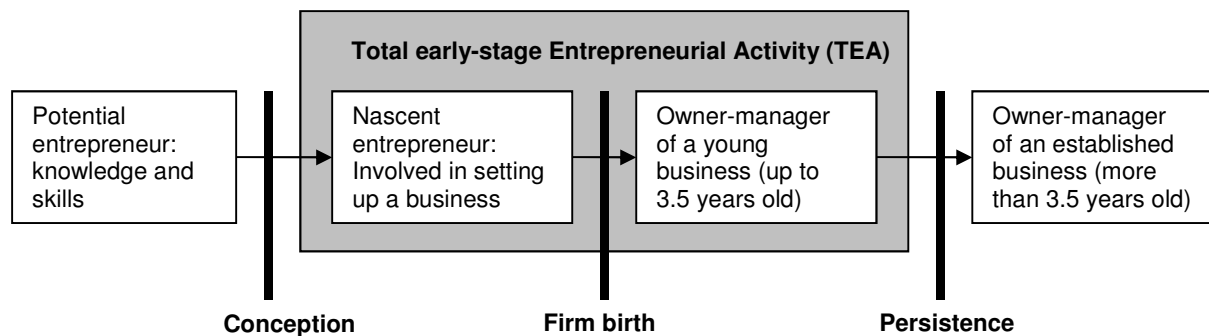 Total early-stage Entrepreneurial Activity (TEA)
Potential
entrepreneur:
knowledge and
skills
Nascent
entrepreneur:
Involved in setting
up a business
Owner-manager
of a young
business (up to
3.5 years old)
Owner-manager
of an established
business (more
than 3.5 years old)
Conception
Firm birth
Persistence